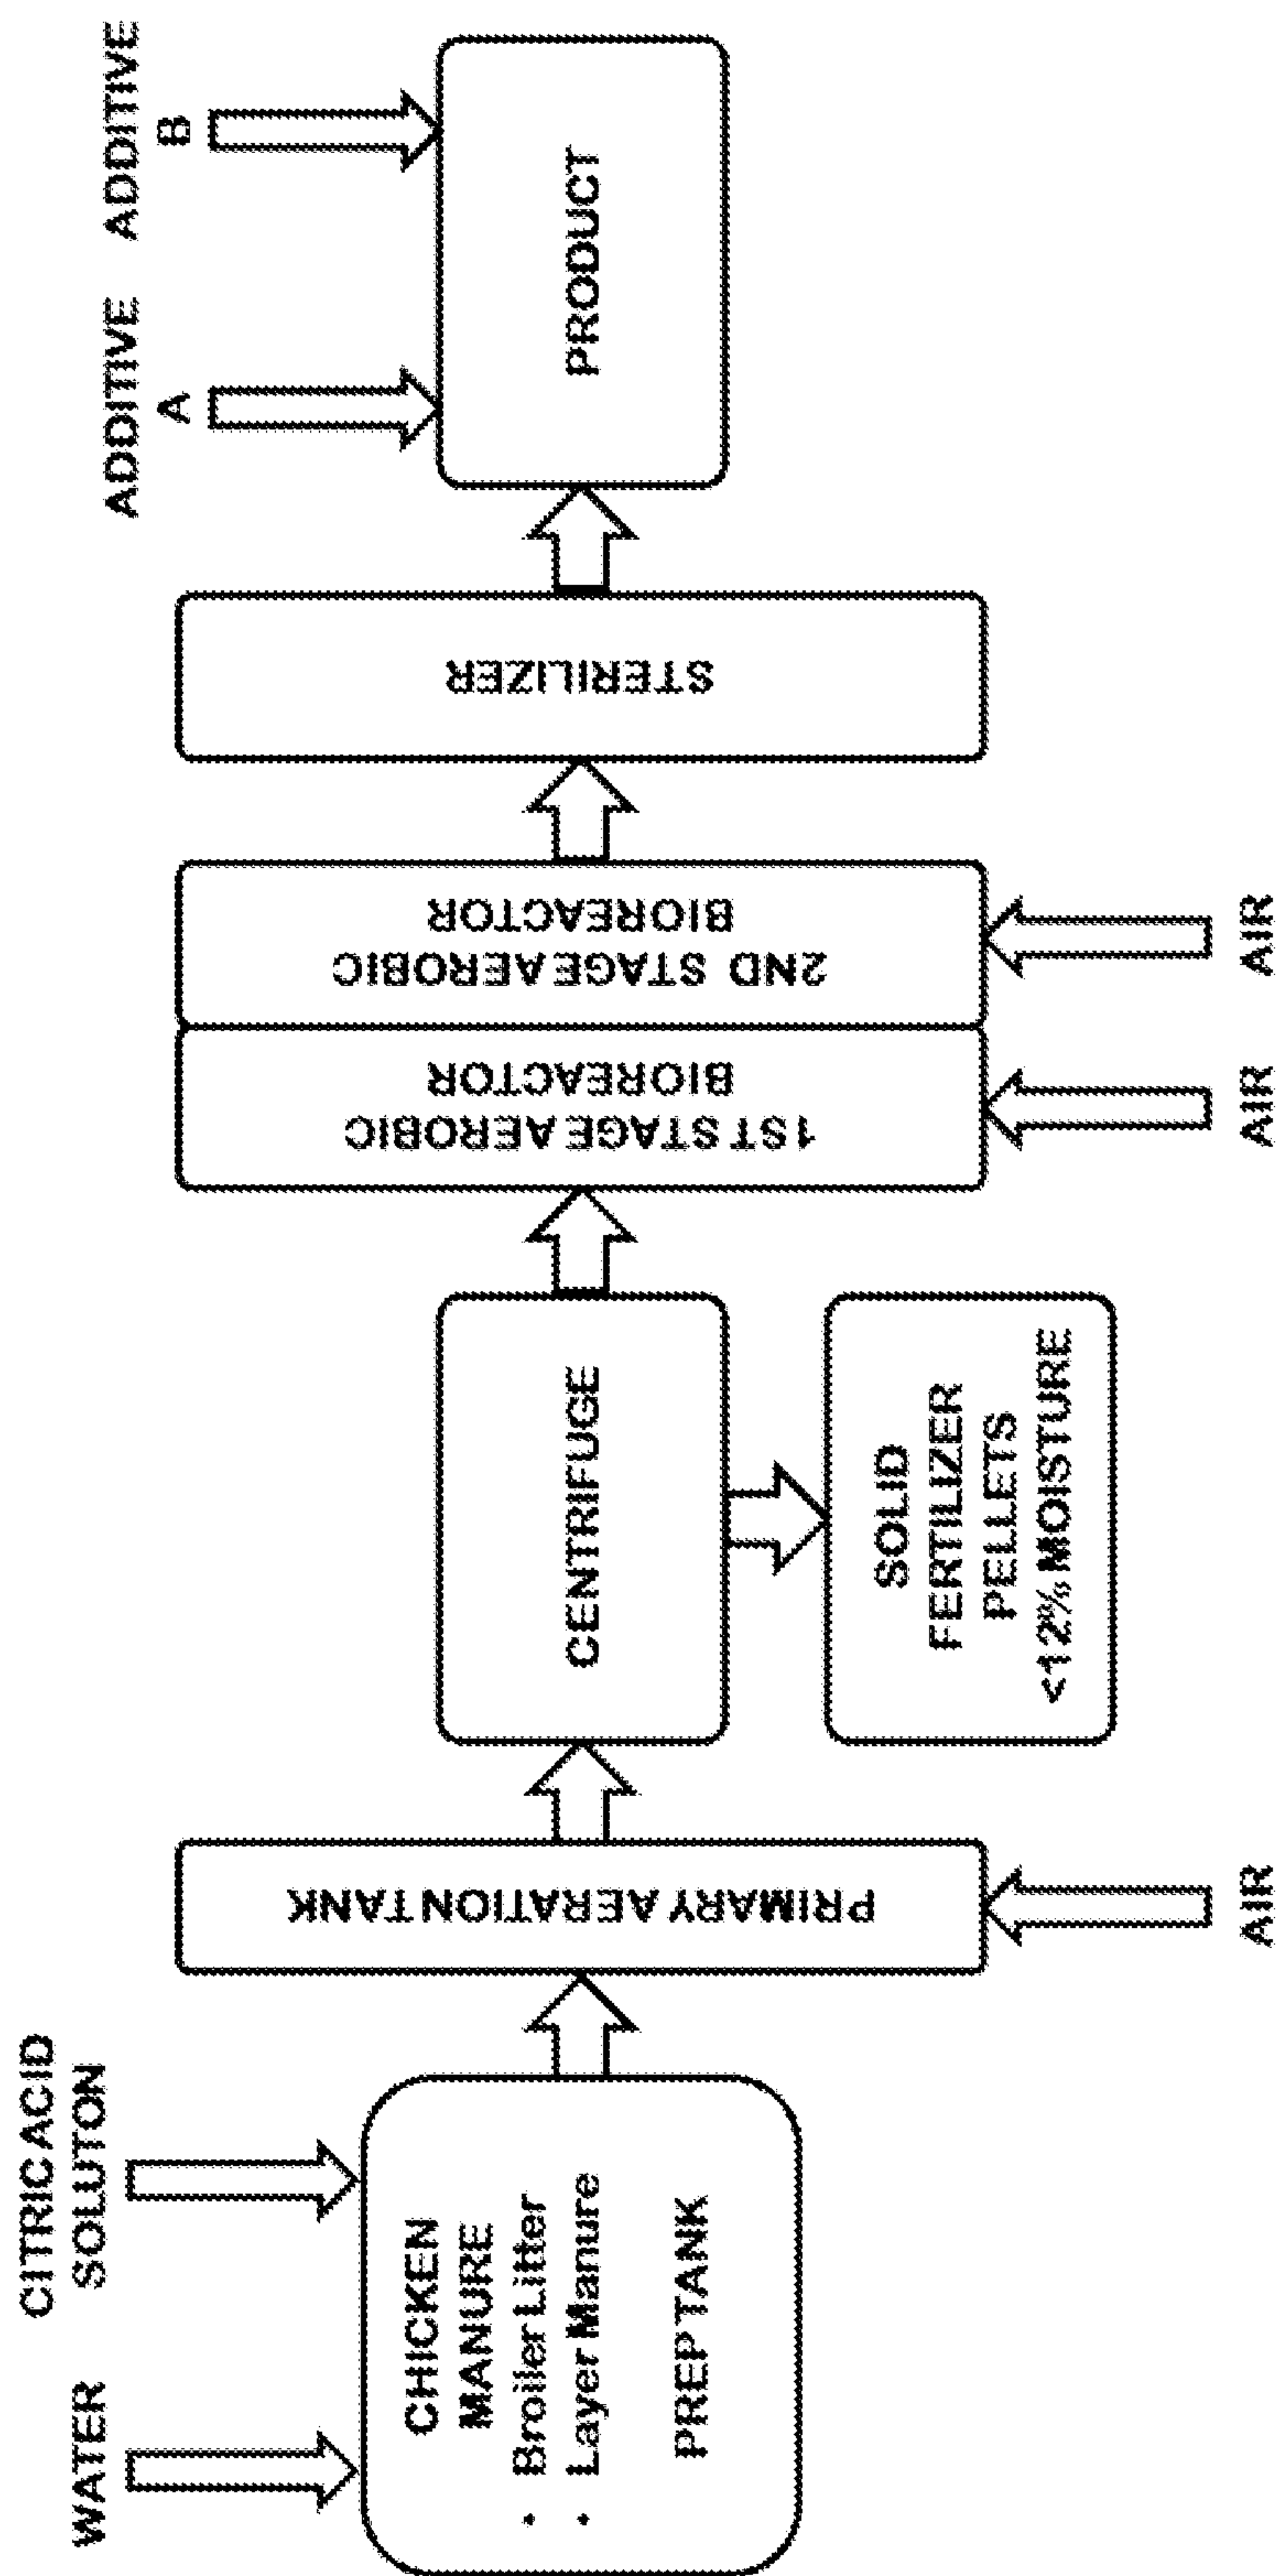 WATER
CITRIC ACID
SOLUTON
CHICKEN
MANURE
• Broiler Litter
• Layer Manure
PREP TANK
PRIMARY AERATION TANK
AIR
CENTRIFUGE
SOLID
FERTILIZER
PELLETS
<12% MOISTURE
1ST STAGE AEROBIC
BIOREACTOR
AIR
2ND STAGE AEROBIC
BIOREACTOR
AIR
STERILIZER
ADDITIVE
A
ADDITIVE
B
PRODUCT